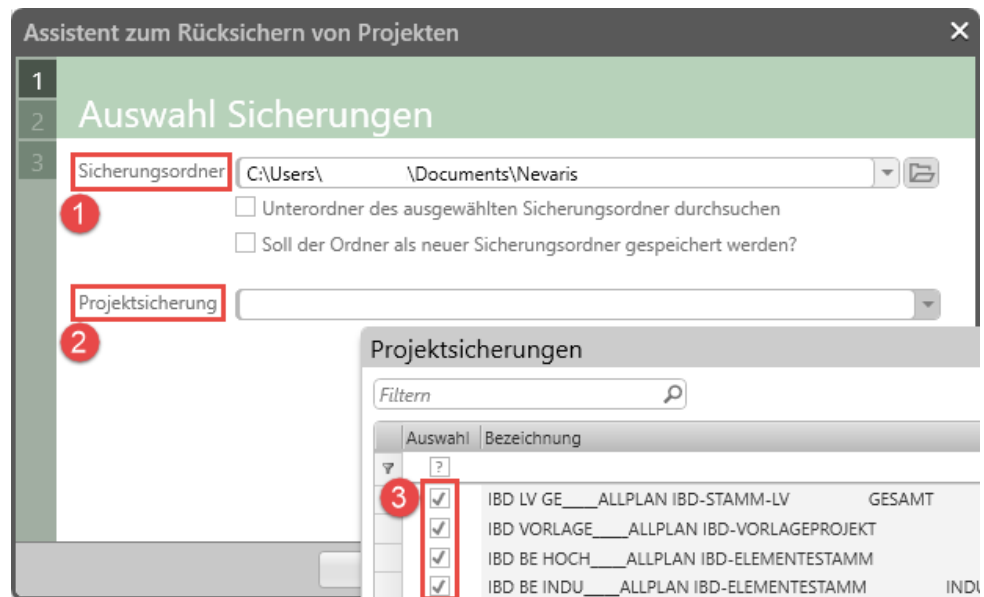 Assistent zum Rücksichern von Projekten
1
Auswahl Sicherungen
2
3
Sicherungsordner C:\Users\ \Documents\Nevaris
1
Unterordner des ausgewählten Sicherungsordner durchsuchen
Soll der Ordner als neuer Sicherungsordner gespeichert werden?
Projektsicherung
2
Projektsicherungen
Filtern
Auswahl Bezeichnung
?
3
IBD LV GE____ALLPLAN IBD-STAMM-LV GESAMT
IBD VORLAGE____ALLPLAN IBD-VORLAGEPROJEKT
IBD BE HOCH____ALLPLAN IBD-ELEMENTESTAMM
IBD BE INDU____ALLPLAN IBD-ELEMENTESTAMM INDU